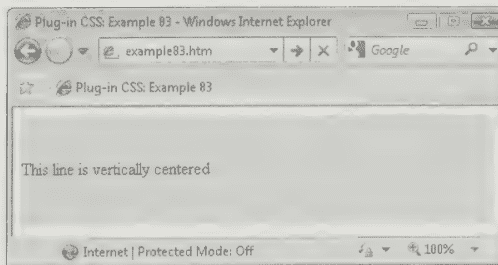 Plug-in CSS: Example 83 - Windows Internet Explorer
example83.htm
Google
Plug-in CSS: Example 83
This line is vertically centered
Internet | Protected Mode: Off
100%